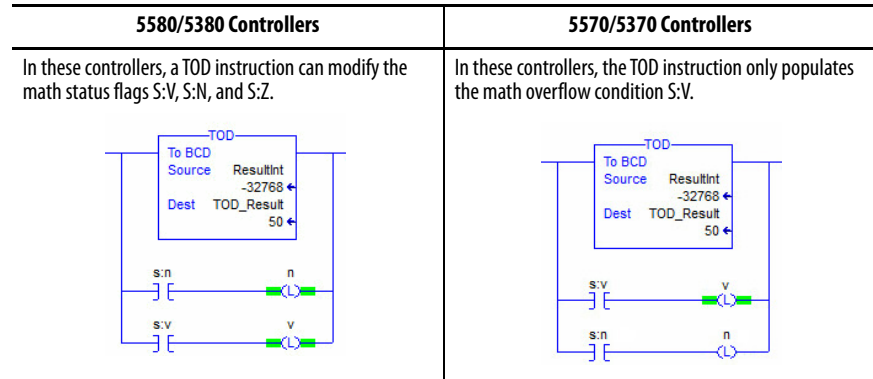 5580/5380 Controllers
5570/5370 Controllers
In these controllers, a TOD instruction can modify the
math status flags S:V, S:N, and S:Z.
In these controllers, the TOD instruction only populates
the math overflow condition S:V.
TOD
To BCD
Source ResultInt
-32768
Dest TOD_Result
50
s:n n
L
s:v v
L
TOD
To BCD
Source ResultInt
-32768
Dest TOD_Result
50
s:v v
L
s:n n
L